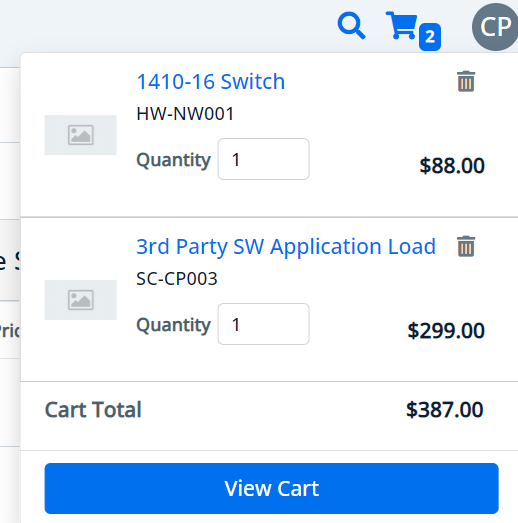 2
CP
1410-16 Switch
HW-NW001
Quantity 1
$88.00
3rd Party SW Application Load
SC-CP003
Quantity 1
$299.00
Cart Total $387.00
View Cart